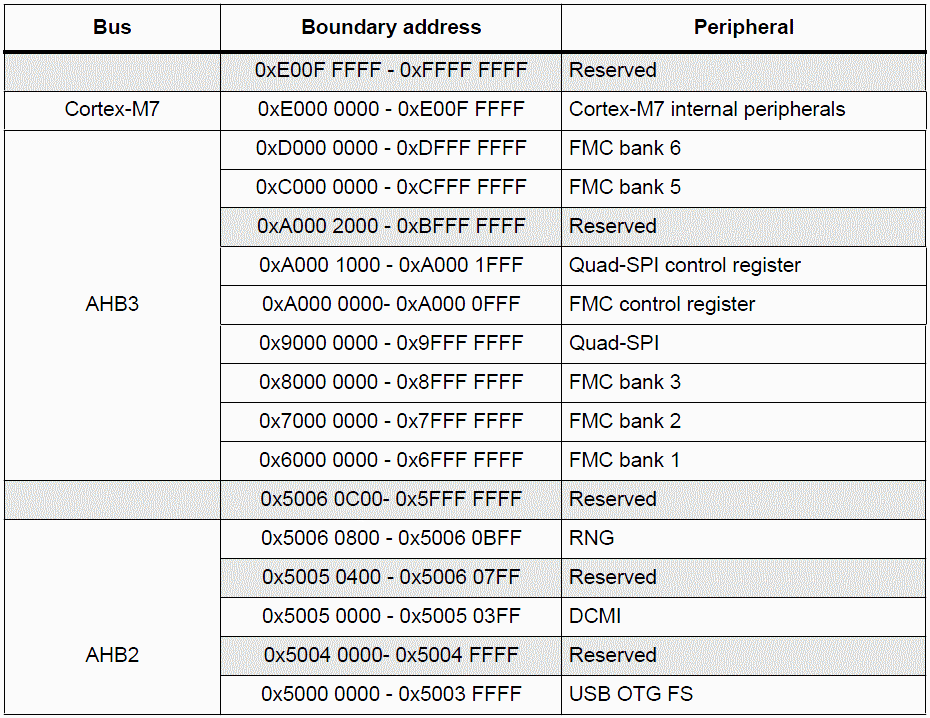 Bus Boundary address Peripheral
0xE00F FFFF - 0xFFFF FFFF Reserved
Cortex-M7 0xE000 0000 - 0xE00F FFFF Cortex-M7 internal peripherals
0xD000 0000 - 0xDFFF FFFF FMC bank 6
0xC000 0000 - 0xCFFF FFFF FMC bank 5
0xA000 2000 - 0xBFFF FFFF Reserved
0xA000 1000 - 0xA000 1FFF Quad-SPI control register
AHB3 0xA000 0000- 0xA000 0FFF FMC control register
0x9000 0000 - 0x9FFF FFFF Quad-SPI
0x8000 0000 - 0x8FFF FFFF FMC bank 3
0x7000 0000 - 0x7FFF FFFF FMC bank 2
0x6000 0000 - 0x6FFF FFFF FMC bank 1
0x5006 0C00- 0x5FFF FFFF Reserved
0x5006 0800 - 0x5006 0BFF RNG
0x5005 0400 - 0x5006 07FF Reserved
0x5005 0000 - 0x5005 03FF DCMI
AHB2 0x5004 0000- 0x5004 FFFF Reserved
0x5000 0000 - 0x5003 FFFF USB OTG FS